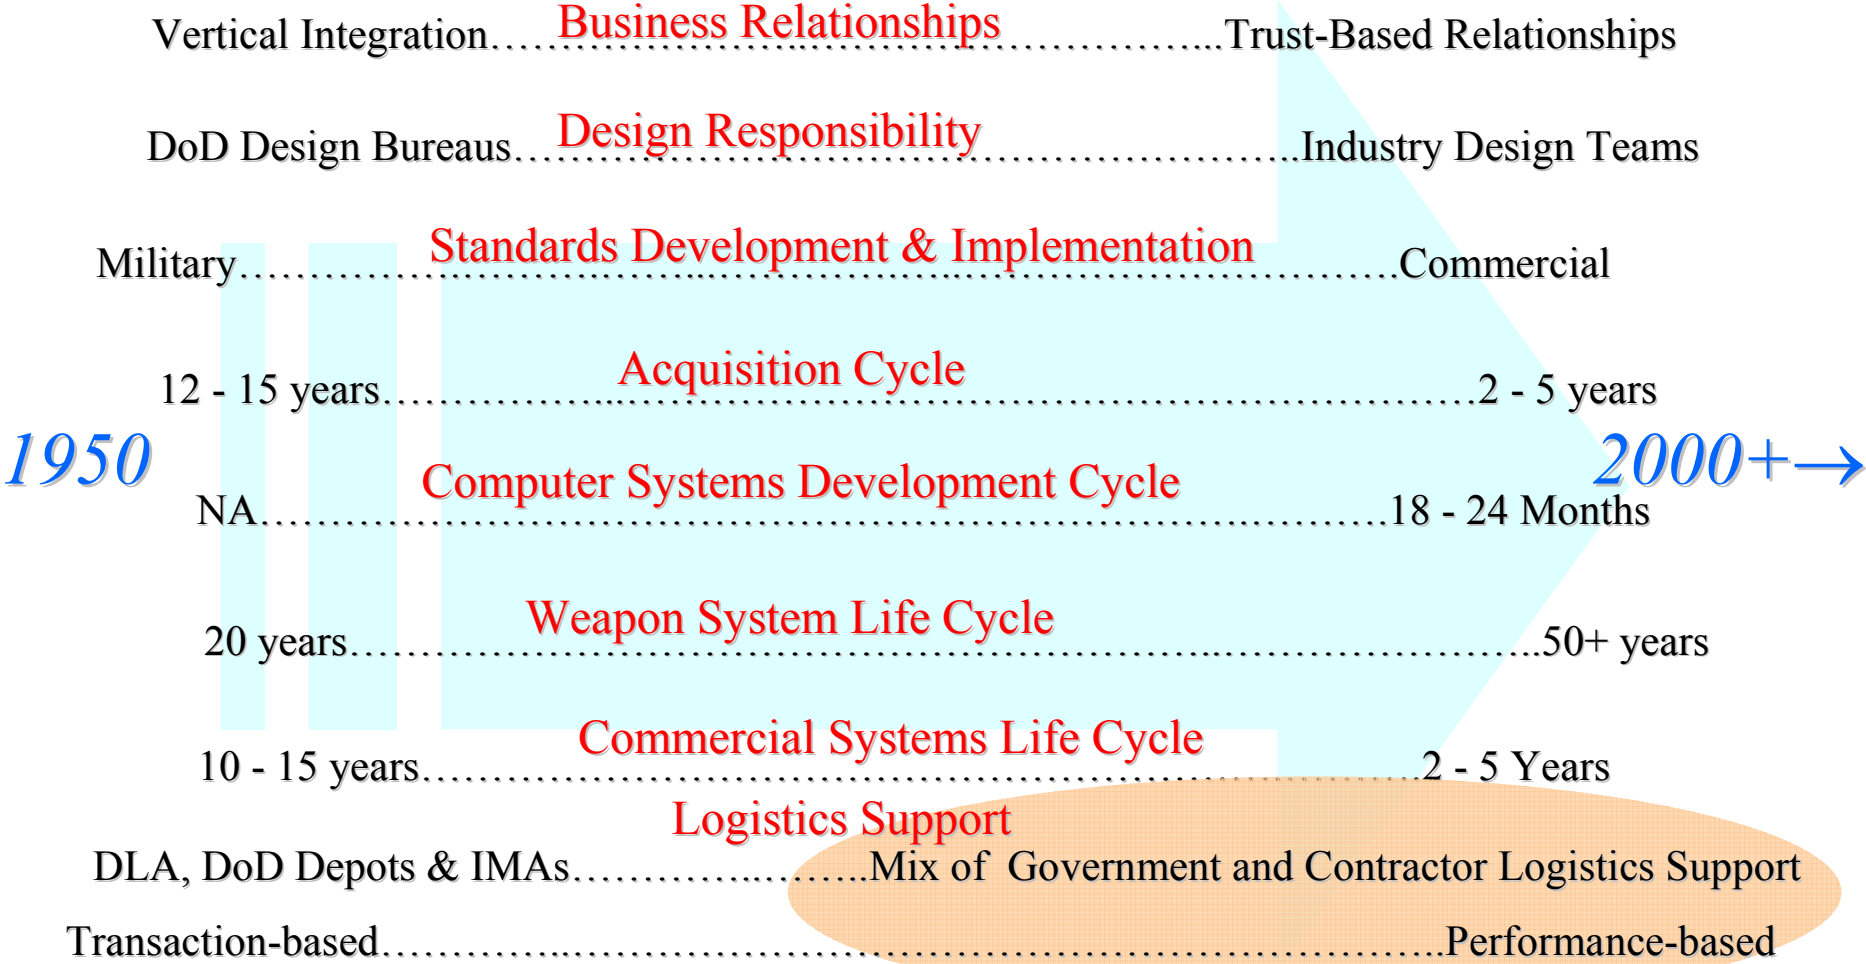 Business Relationships
Vertical Integration……………………..…………………………...Trust-Based Relationships
Design Responsibility
DoD Design Bureaus………………………………………………………..Industry Design Teams
Standards Development & Implementation
Military……………………………………………………………………………….Commercial
Acquisition Cycle
12 - 15 years………………...……………………………………………………………2 - 5 years
1950
2000+→
Computer Systems Development Cycle
NA……………………………………………………………………….……….18 - 24 Months
Weapon System Life Cycle
20 years……………………………………………………………..……………………..50+ years
Commercial Systems Life Cycle
10 - 15 years……………………………………………………………………….2 - 5 Years
Logistics Support
DLA, DoD Depots & IMAs…………..……..Mix of Government and Contractor Logistics Support
Transaction-based……………..……………………………………………………………..Performance-based